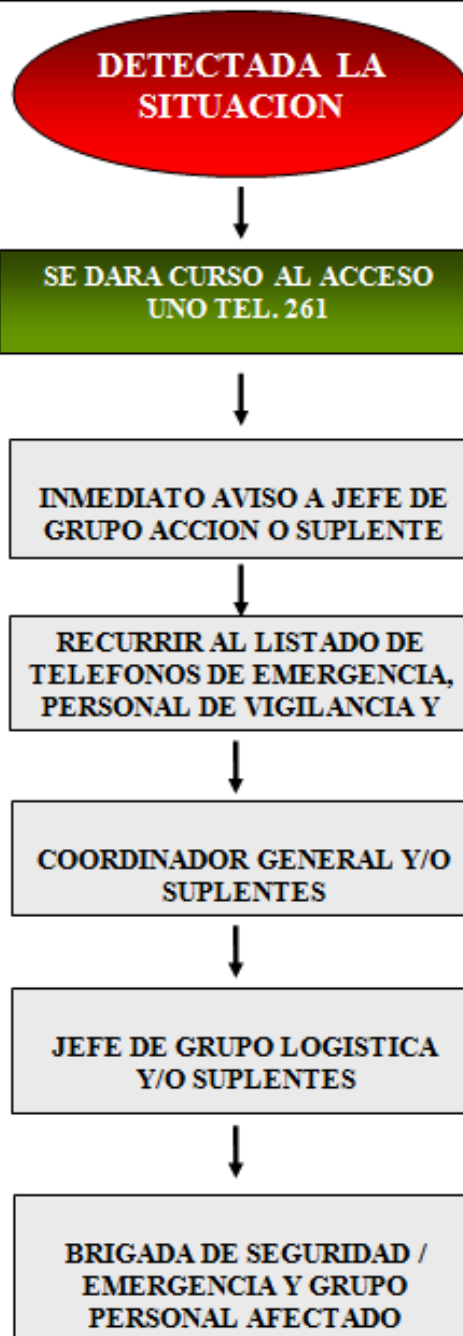 DETECTADA LA
SITUACION
SE DARA CURSO AL ACCESO
UNO TEL. 261
INMEDIATO AVISO A JEFE DE
GRUPO ACCION O SUPLENTE
RECURRIR AL LISTADO DE
TELEFONOS DE EMERGENCIA,
PERSONAL DE VIGILANCIA Y
COORDINADOR GENERAL Y/O
SUPLENTES
JEFE DE GRUPO LOGISTICA
Y/O SUPLENTES
BRIGADA DE SEGURIDAD /
EMERGENCIA Y GRUPO
PERSONAL AFECTADO